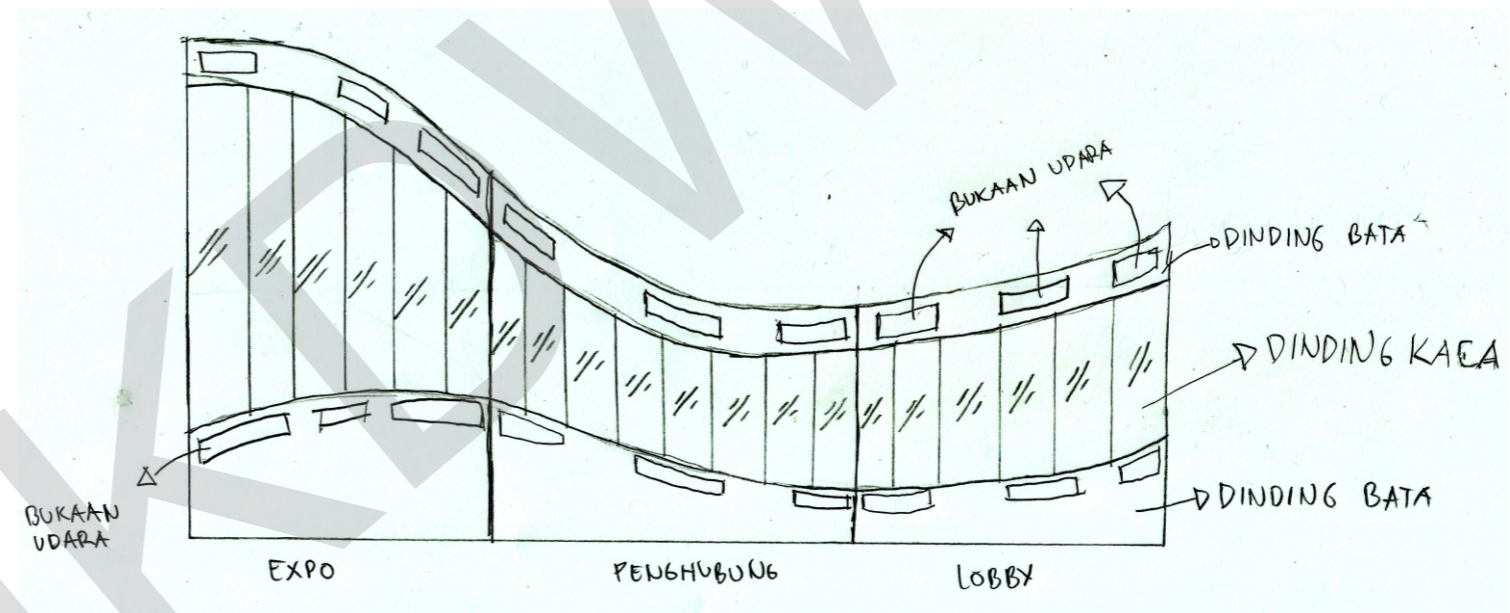 BUKAAN UDARA
DINDING BATA
DINDING KACA
DINDING BATA
BUKAAN
UDARA
EXPO
PENGHUBUNG
LOBBY